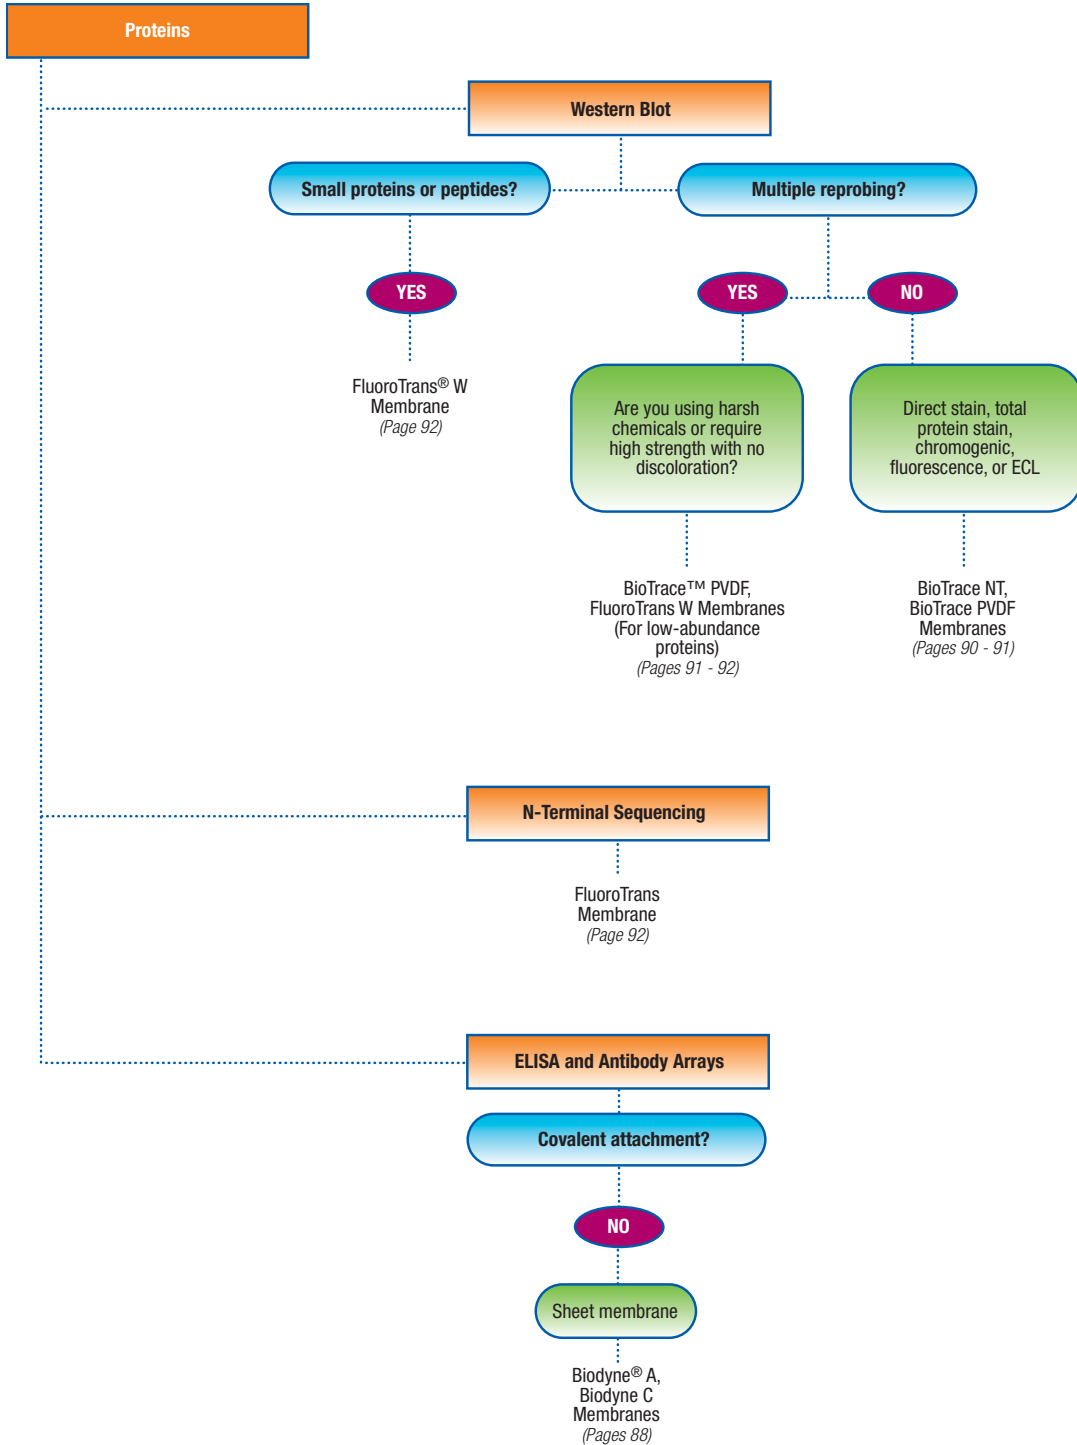 Proteins
Western Blot
Small proteins or peptides?
Multiple reprobing?
YES
YES
NO
FluoroTrans® W
Membrane
(Page 92)
Are you using harsh
chemicals or require
high strength with no
discoloration?
Direct stain, total
protein stain,
chromogenic,
fluorescence, or ECL
BioTrace™ PVDF,
FluoroTrans W Membranes
(For low-abundance
proteins)
(Pages 91 - 92)
BioTrace NT,
BioTrace PVDF
Membranes
(Pages 90 - 91)
N-Terminal Sequencing
FluoroTrans
Membrane
(Page 92)
ELISA and Antibody Arrays
Covalent attachment?
NO
Sheet membrane
Biodyne® A,
Biodyne C
Membranes
(Pages 88)